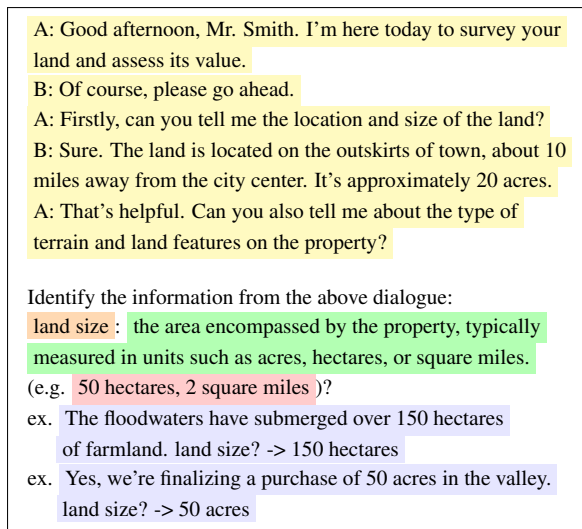 A: Good afternoon, Mr. Smith. I'm here today to survey your
land and assess its value.
B: Of course, please go ahead.
A: Firstly, can you tell me the location and size of the land?
B: Sure. The land is located on the outskirts of town, about 10
miles away from the city center. It's approximately 20 acres.
A: That's helpful. Can you also tell me about the type of
terrain and land features on the property?
Identify the information from the above dialogue:
land size : the area encompassed by the property, typically
measured in units such as acres, hectares, or square miles.
(e.g. 50 hectares, 2 square miles )?
ex. The floodwaters have submerged over 150 hectares
of farmland. land size? -> 150 hectares
ex. Yes, we're finalizing a purchase of 50 acres in the valley.
land size? -> 50 acres